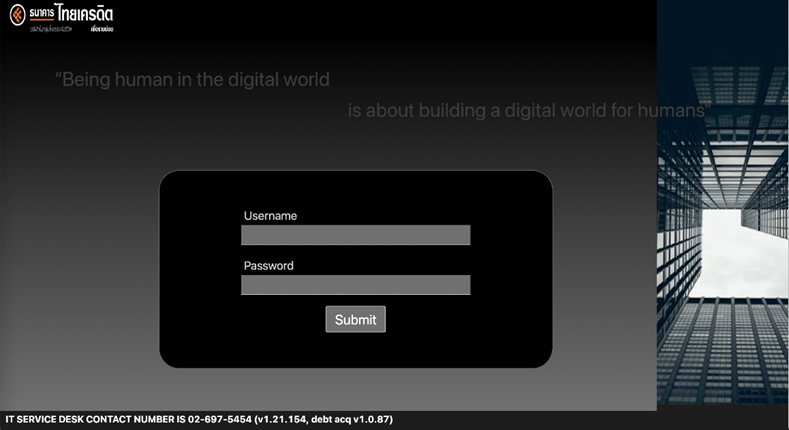 ธนาคาร ไทยเครดิต
เพื่อรายย่อย
“Being human in the digital world
is about building a digital world for humans”
Username
Password
Submit
IT SERVICE DESK CONTACT NUMBER IS 02-697-5454 (v1.21.154, debt acq v1.0.87)